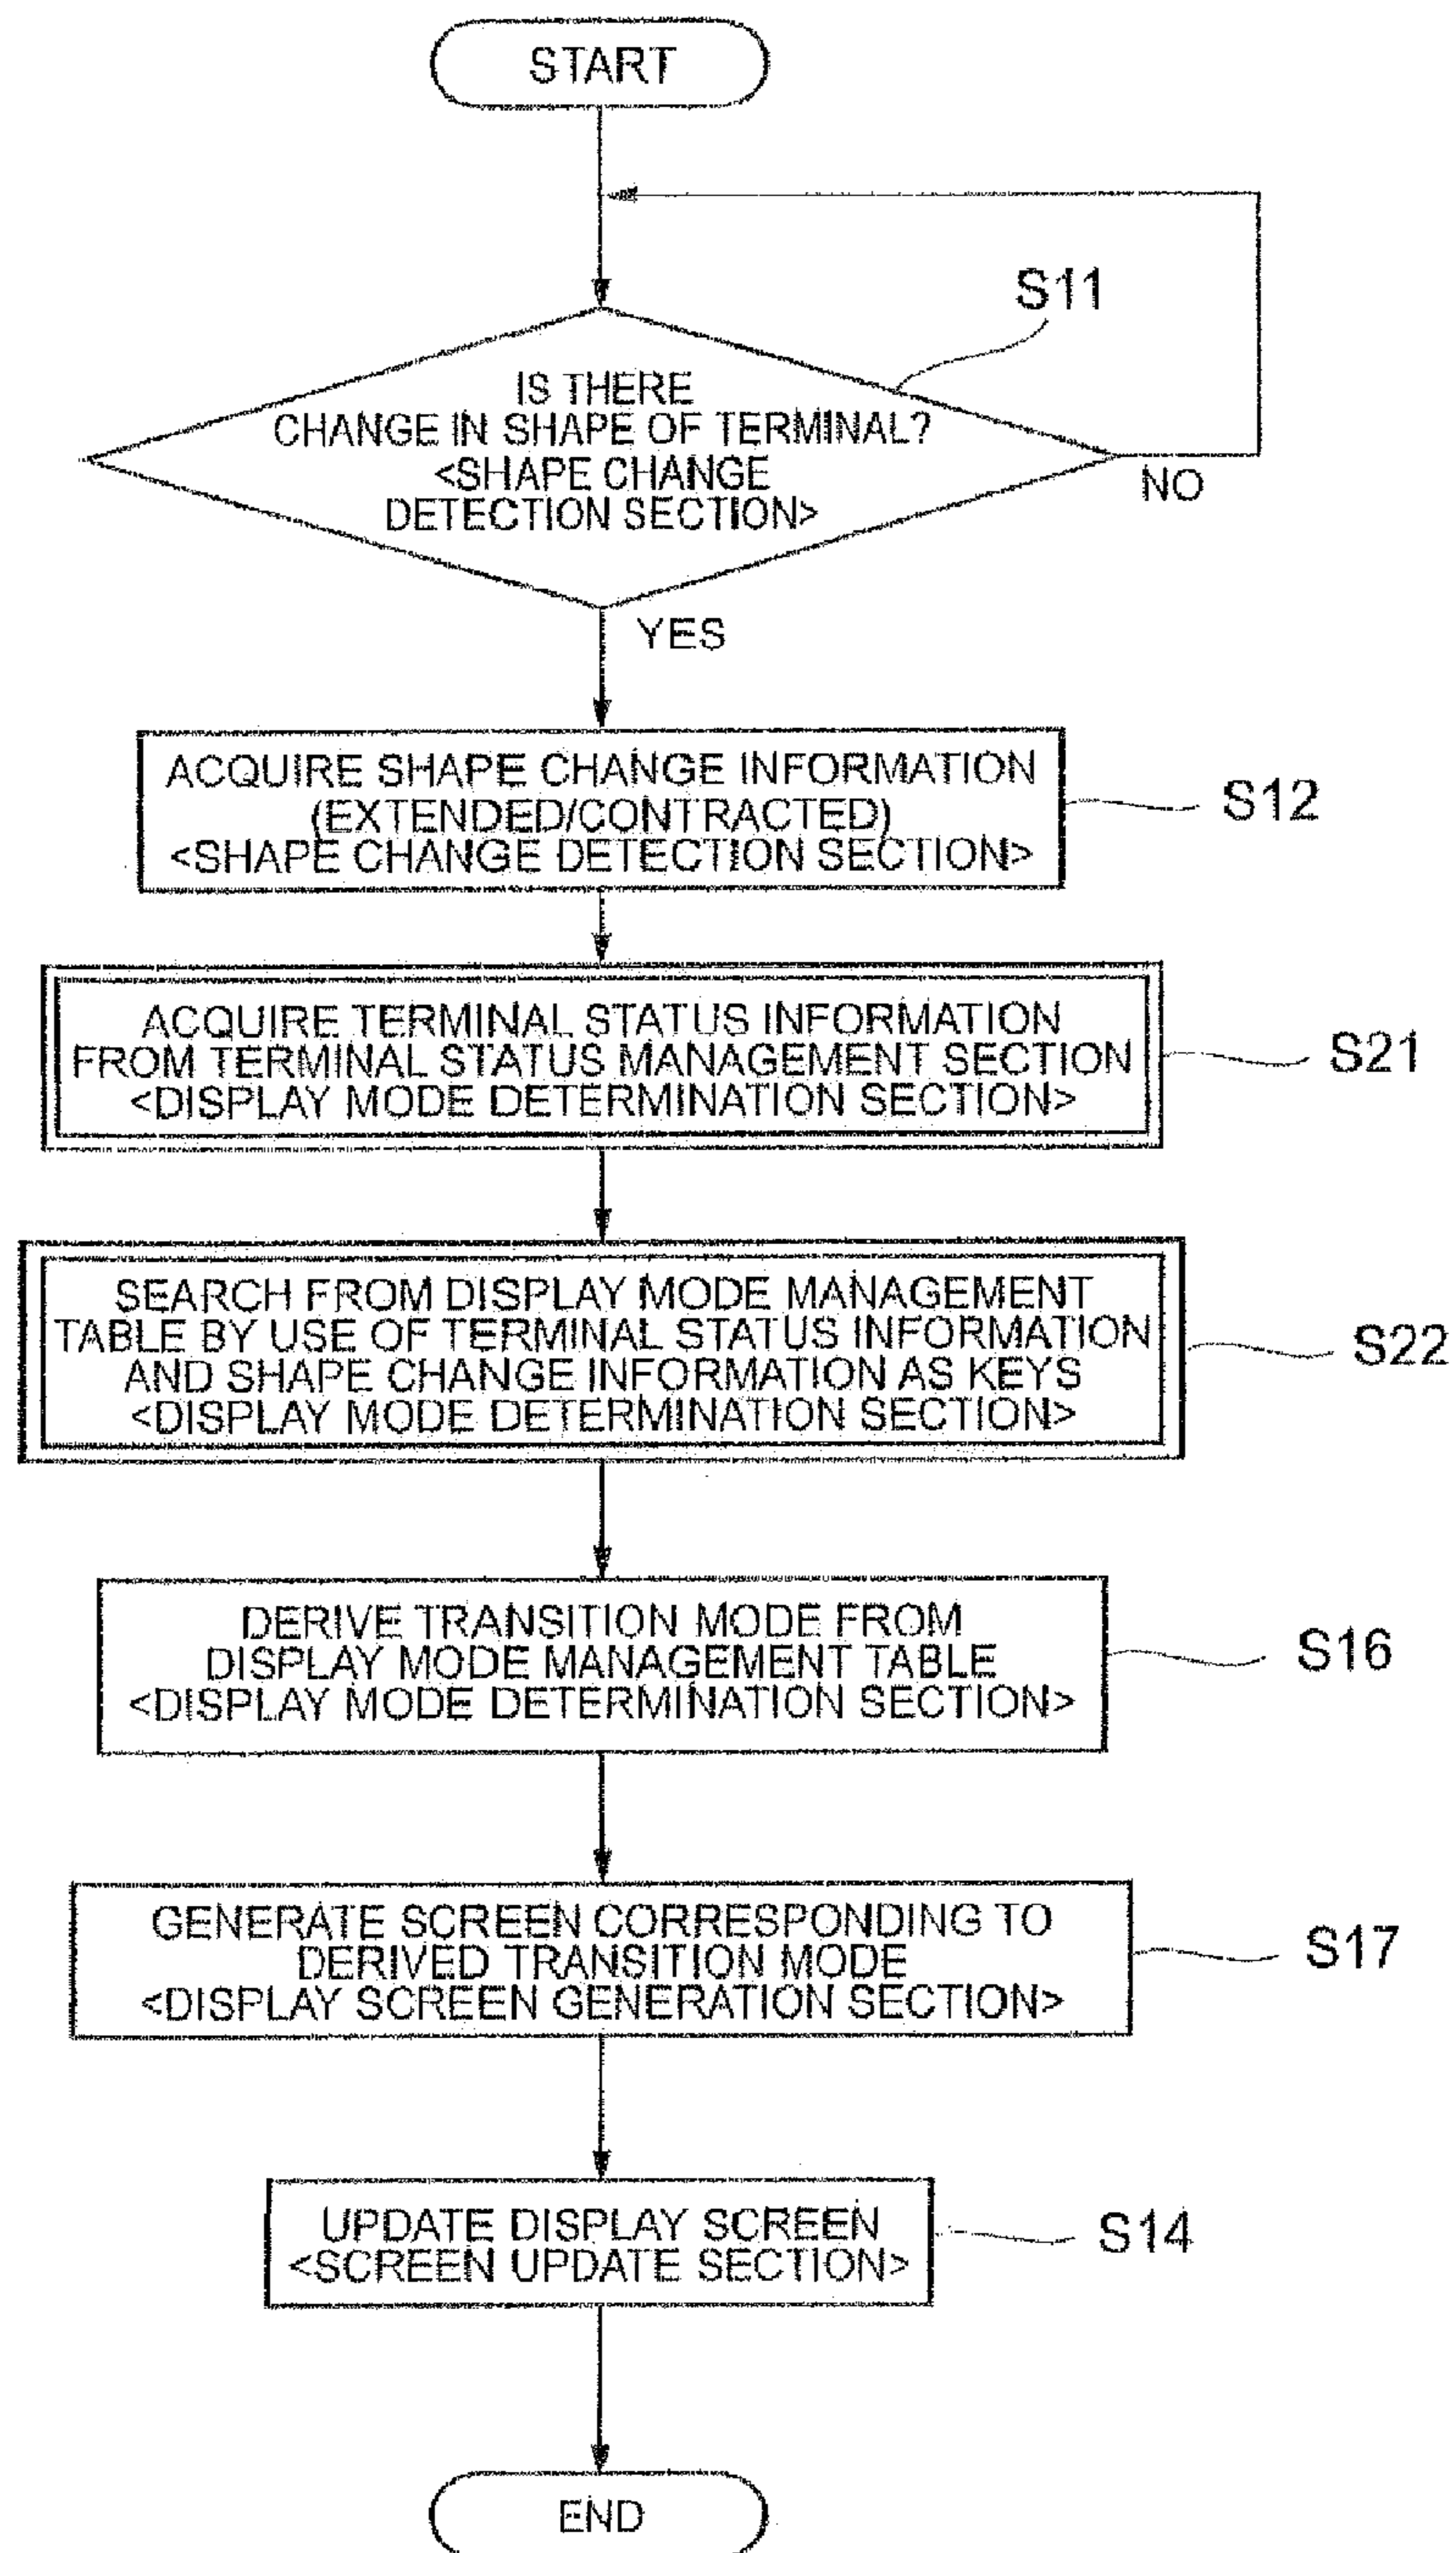 START
S11
IS THERE
CHANGE IN SHAPE OF TERMINAL?
<SHAPE CHANGE
DETECTION SECTION>
NO
YES
ACQUIRE SHAPE CHANGE INFORMATION
(EXTENDED/CONTRACTED)
<SHAPE CHANGE DETECTION SECTION>
S12
ACQUIRE TERMINAL STATUS INFORMATION
FROM TERMINAL STATUS MANAGEMENT SECTION
<DISPLAY MODE DETERMINATION SECTION>
S21
SEARCH FROM DISPLAY MODE MANAGEMENT
TABLE BY USE OF TERMINAL STATUS INFORMATION
AND SHAPE CHANGE INFORMATION AS KEYS
<DISPLAY MODE DETERMINATION SECTION>
S22
DERIVE TRANSITION MODE FROM
DISPLAY MODE MANAGEMENT TABLE
<DISPLAY MODE DETERMINATION SECTION>
S16
GENERATE SCREEN CORRESPONDING TO
DERIVED TRANSITION MODE
<DISPLAY SCREEN GENERATION SECTION>
S17
UPDATE DISPLAY SCREEN
<SCREEN UPDATE SECTION>
S14
END